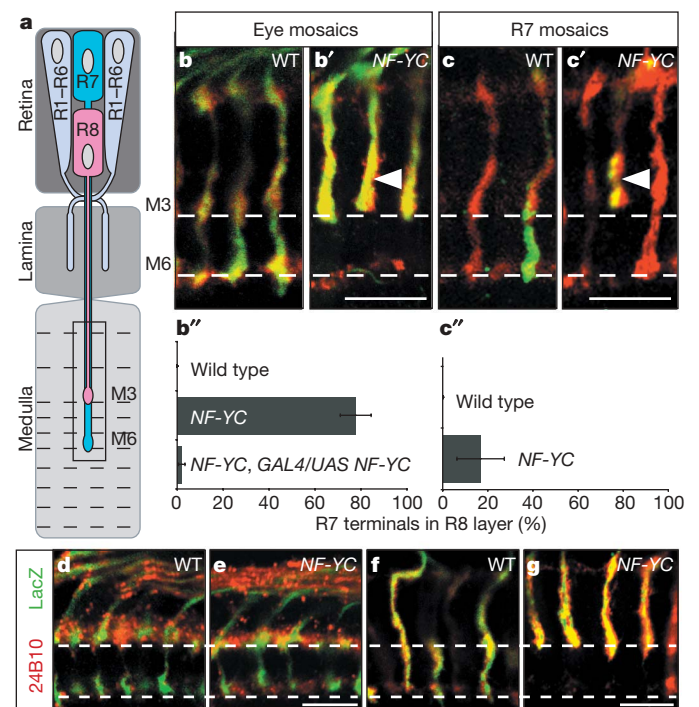 a
R1–R6
R7
R1–R6
R8
Retina
Lamina
Medulla
M3
M6
Eye mosaics
R7 mosaics
b
WT
b′
NF-YC
c
WT
c′
NF-YC
M3
M6
b″
Wild type
NF-YC
NF-YC, GAL4/UAS NF-YC
0 20 40 60 80 100
c″
Wild type
NF-YC
0 20 40 60 80 100
R7 terminals in R8 layer (%)
24B10 LacZ
d
WT
e
NF-YC
f
WT
g
NF-YC